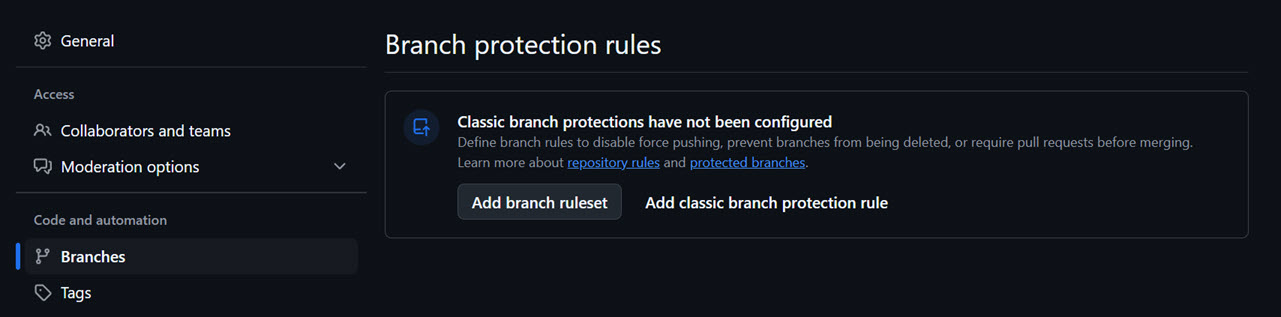 General
Access
Collaborators and teams
Moderation options
Code and automation
Branches
Tags
Branch protection rules
Classic branch protections have not been configured
Define branch rules to disable force pushing, prevent branches from being deleted, or require pull requests before merging.
Learn more about repository rules and protected branches.
Add branch ruleset
Add classic branch protection rule